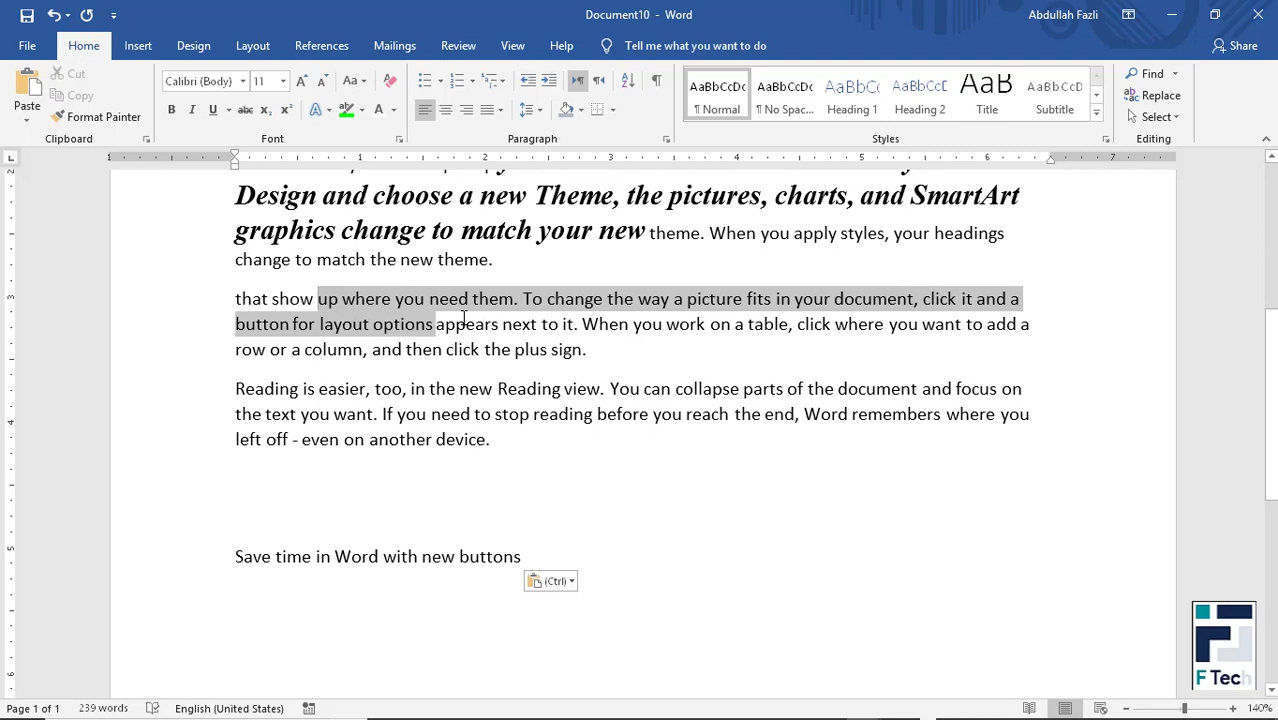 Document10 - Word
Abdullah Fazli
File Home Insert Design Layout References Mailings Review View Help Tell me what you want to do Share
Paste
Cut
Copy
Format Painter
Clipboard
Calibri (Body) 11
Font
Paragraph
AaBbCcDc AaBbCcDc AaBbC AaBbCcD AaB AaBbCcD
¶ Normal ¶ No Spac... Heading 1 Heading 2 Title Subtitle
Styles
Find
Replace
Select
Editing
1 1 2 3 4 5 6 7
Design and choose a new Theme, the pictures, charts, and SmartArt
graphics change to match your new theme. When you apply styles, your headings
change to match the new theme.
that show up where you need them. To change the way a picture fits in your document, click it and a
button for layout options appears next to it. When you work on a table, click where you want to add a
row or a column, and then click the plus sign.
Reading is easier, too, in the new Reading view. You can collapse parts of the document and focus on
the text you want. If you need to stop reading before you reach the end, Word remembers where you
left off - even on another device.
Save time in Word with new buttons
(Ctrl)
F Tech
Page 1 of 1 239 words English (United States) 140%